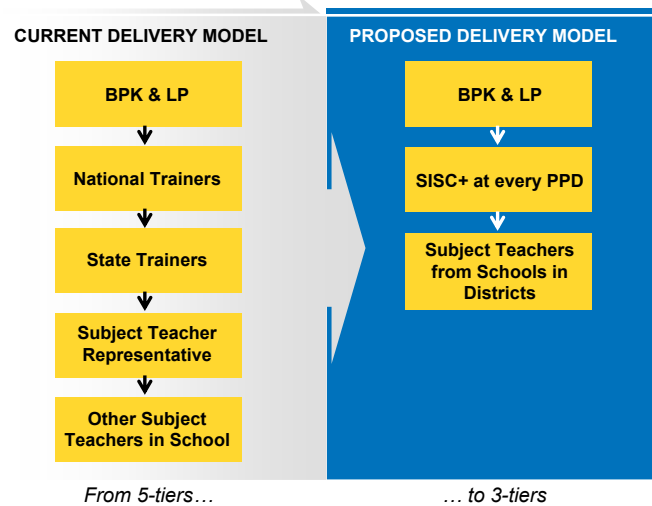 CURRENT DELIVERY MODEL
BPK & LP
National Trainers
State Trainers
Subject Teacher
Representative
Other Subject
Teachers in School
From 5-tiers…
PROPOSED DELIVERY MODEL
BPK & LP
SISC+ at every PPD
Subject Teachers
from Schools in
Districts
… to 3-tiers